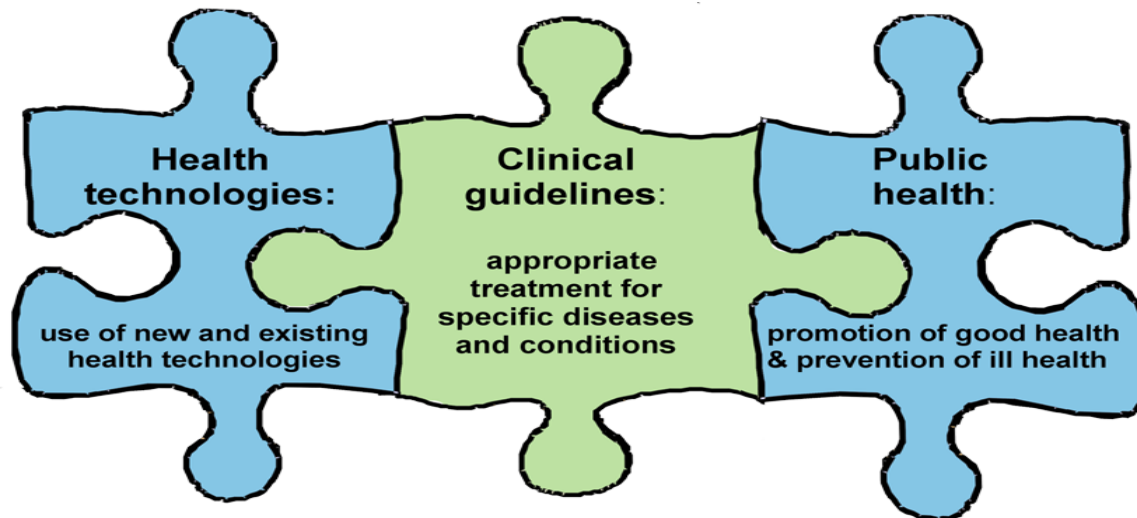 Health
technologies:
use of new and existing
health technologies
Clinical
guidelines:
appropriate
treatment for
specific diseases
and conditions
Public
health:
promotion of good health
& prevention of ill health